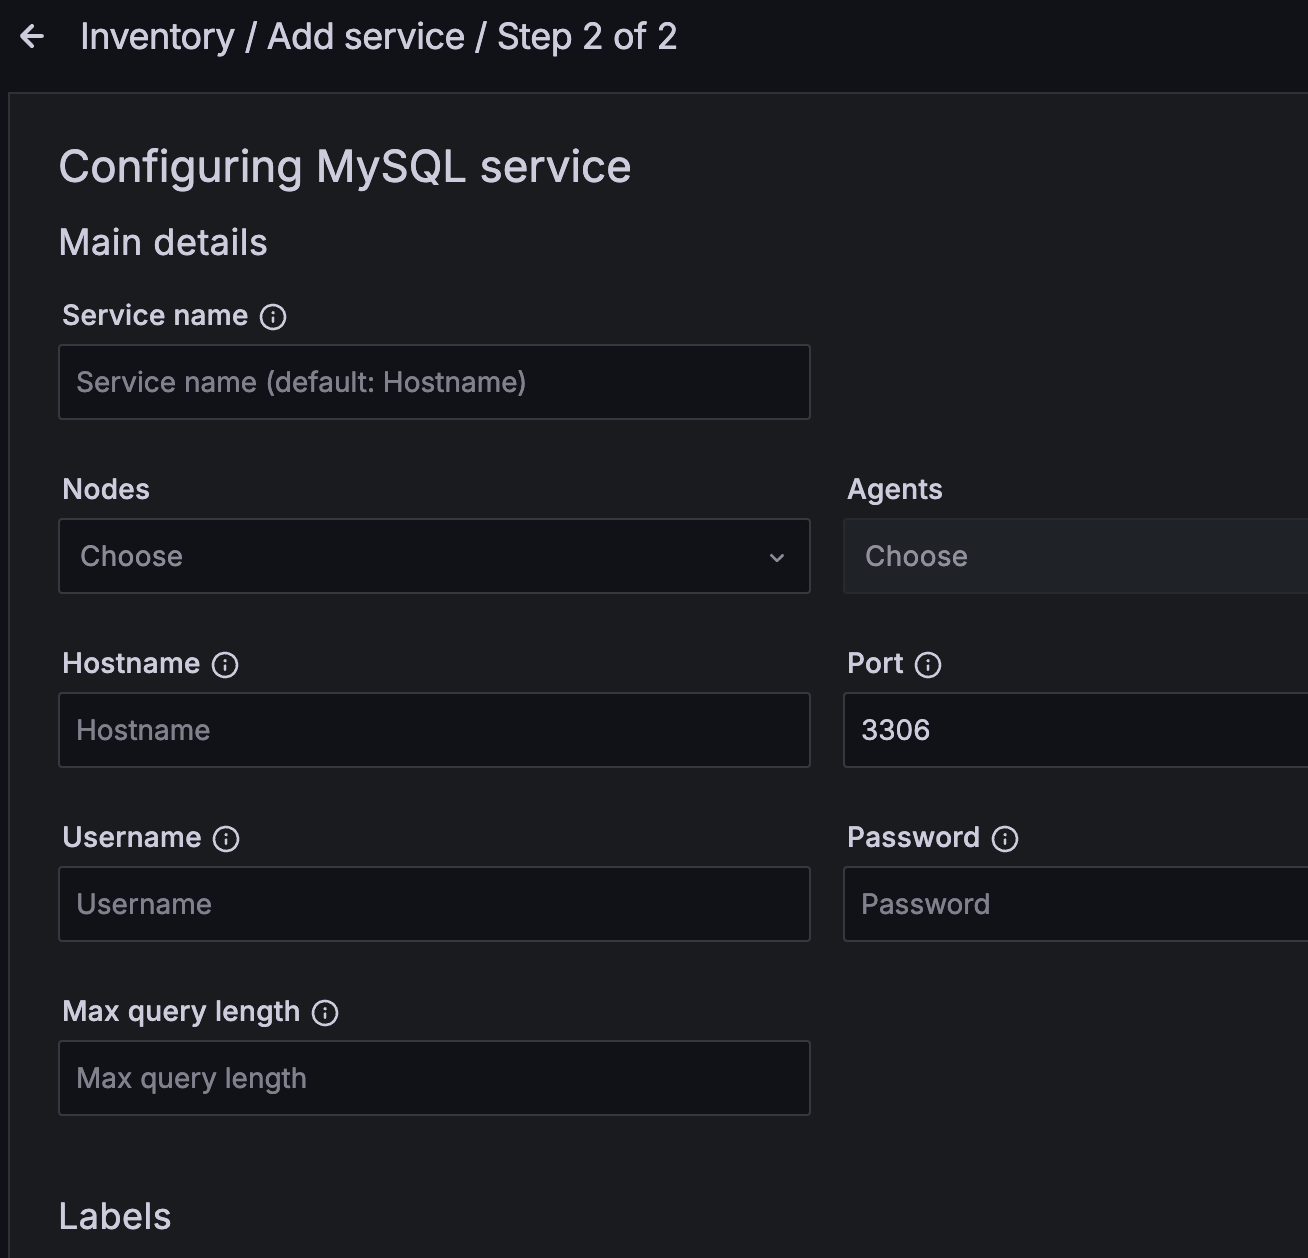 Inventory / Add service / Step 2 of 2
Configuring MySQL service
Main details
Service name
Service name (default: Hostname)
Nodes
Agents
Choose
Choose
Hostname
Port
Hostname
3306
Username
Password
Username
Password
Max query length
Max query length
Labels